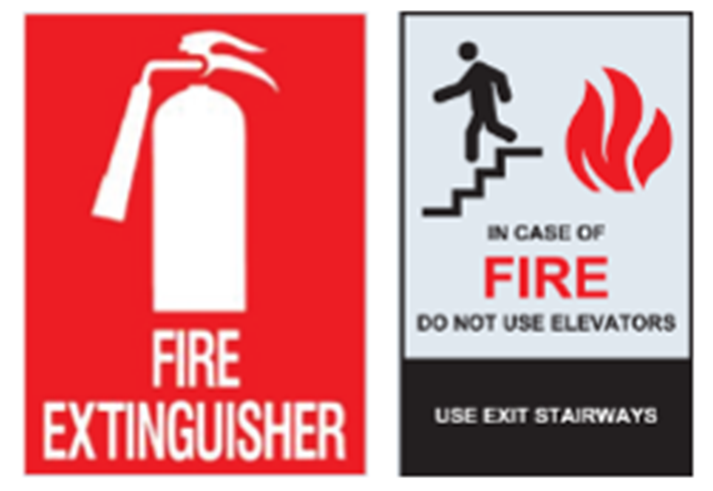 FIRE
EXTINGUISHER
IN CASE OF
FIRE
DO NOT USE ELEVATORS
USE EXIT STAIRWAYS